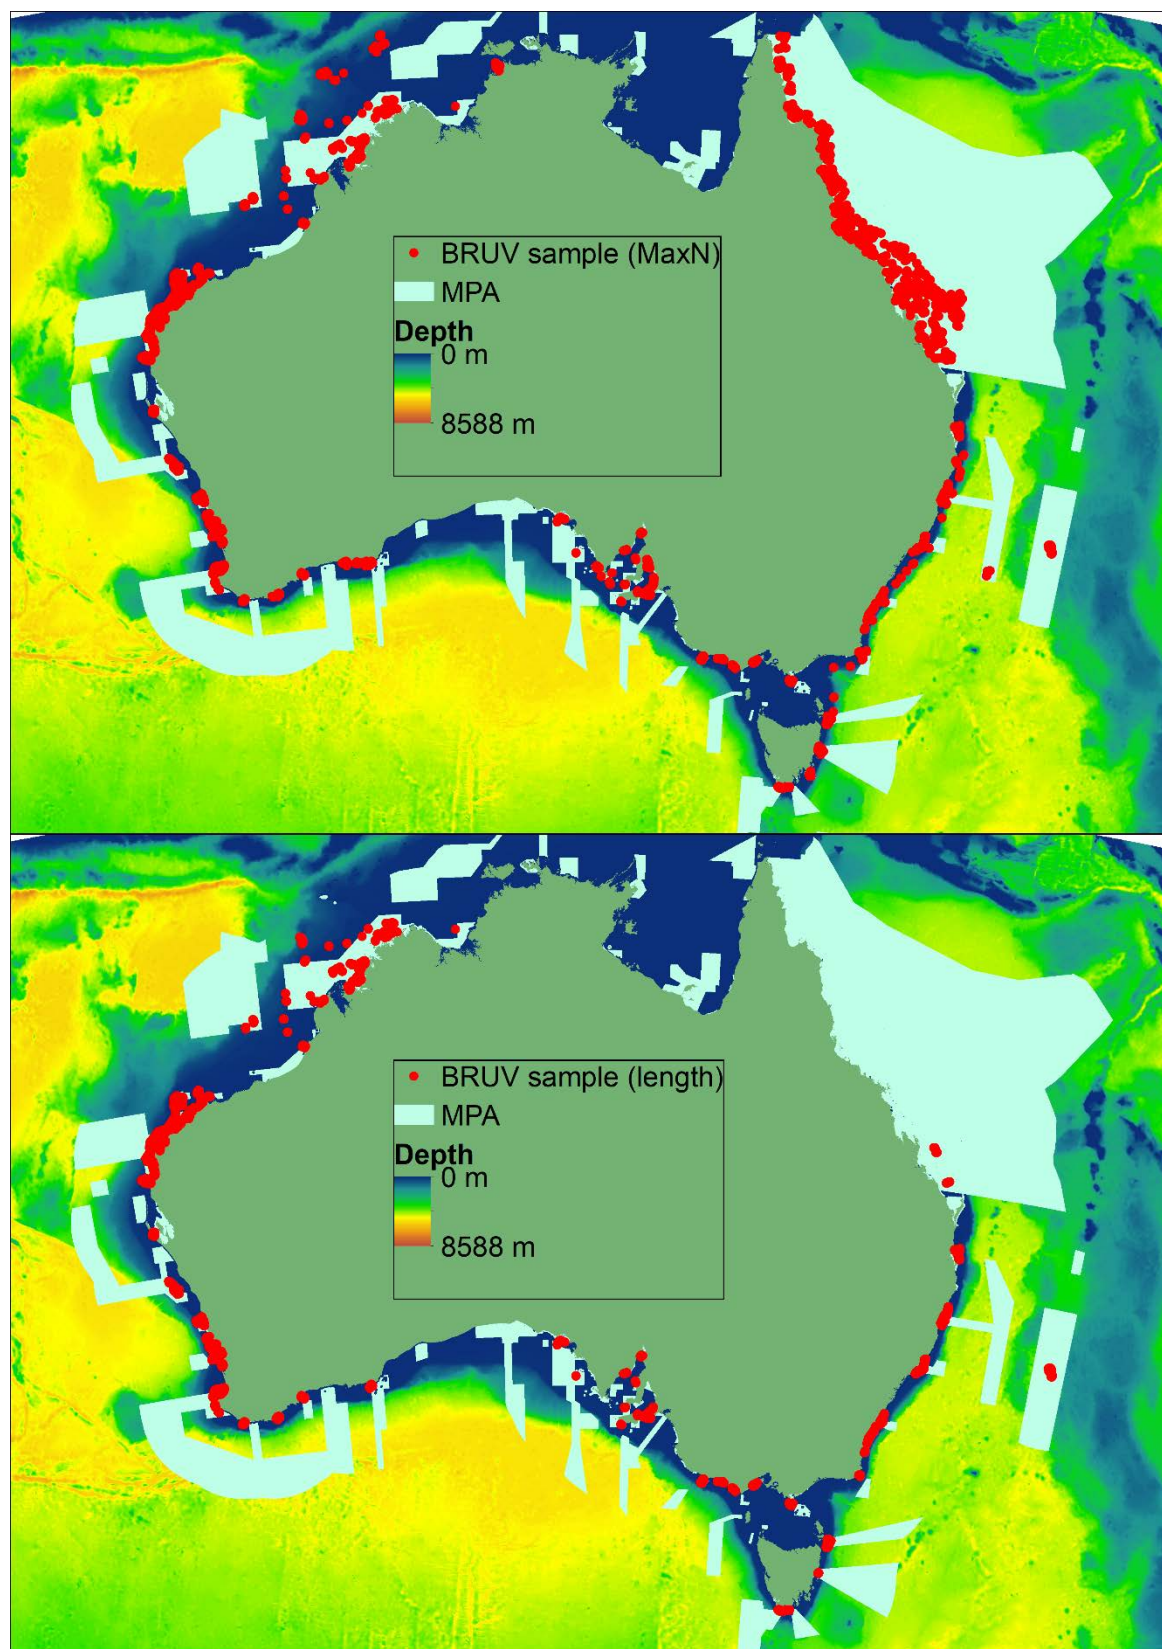 BRUV sample (MaxN)
MPA
Depth
0 m
8588 m
BRUV sample (length)
MPA
Depth
0 m
8588 m